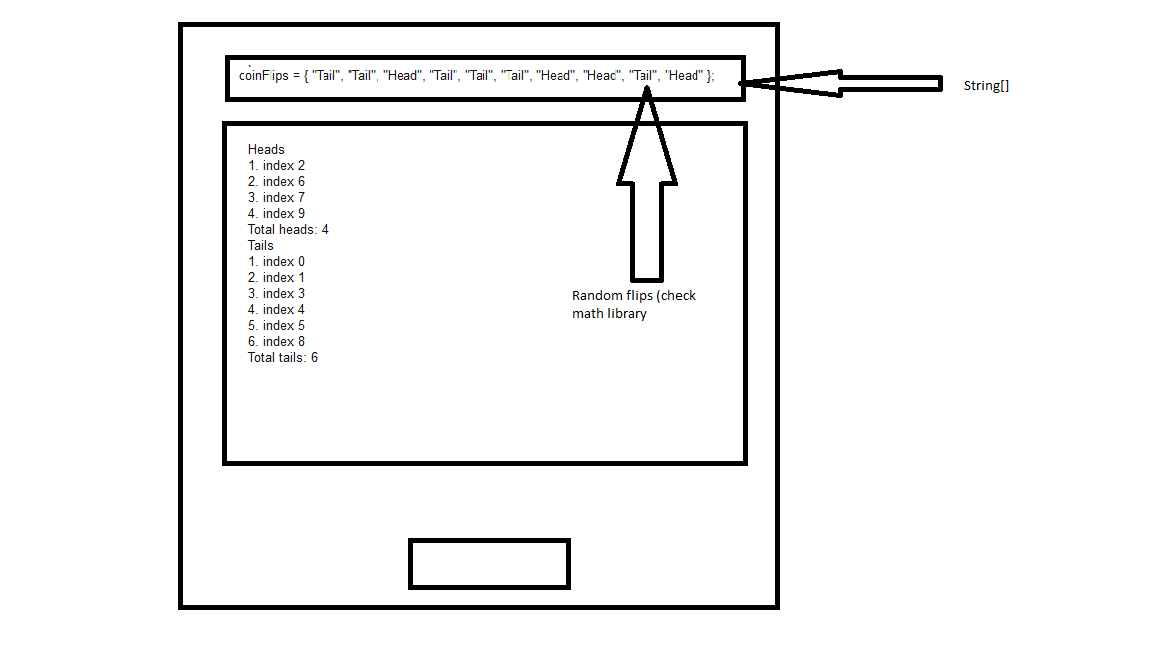 coinFlips = { "Tail", "Tail", "Head", "Tail", "Tail", "Tail", "Head", "Head", "Tail", "Head" };
String[]
Heads
1. index 2
2. index 6
3. index 7
4. index 9
Total heads: 4
Tails
1. index 0
2. index 1
3. index 3
4. index 4
5. index 5
6. index 8
Total tails: 6
Random flips (check
math library